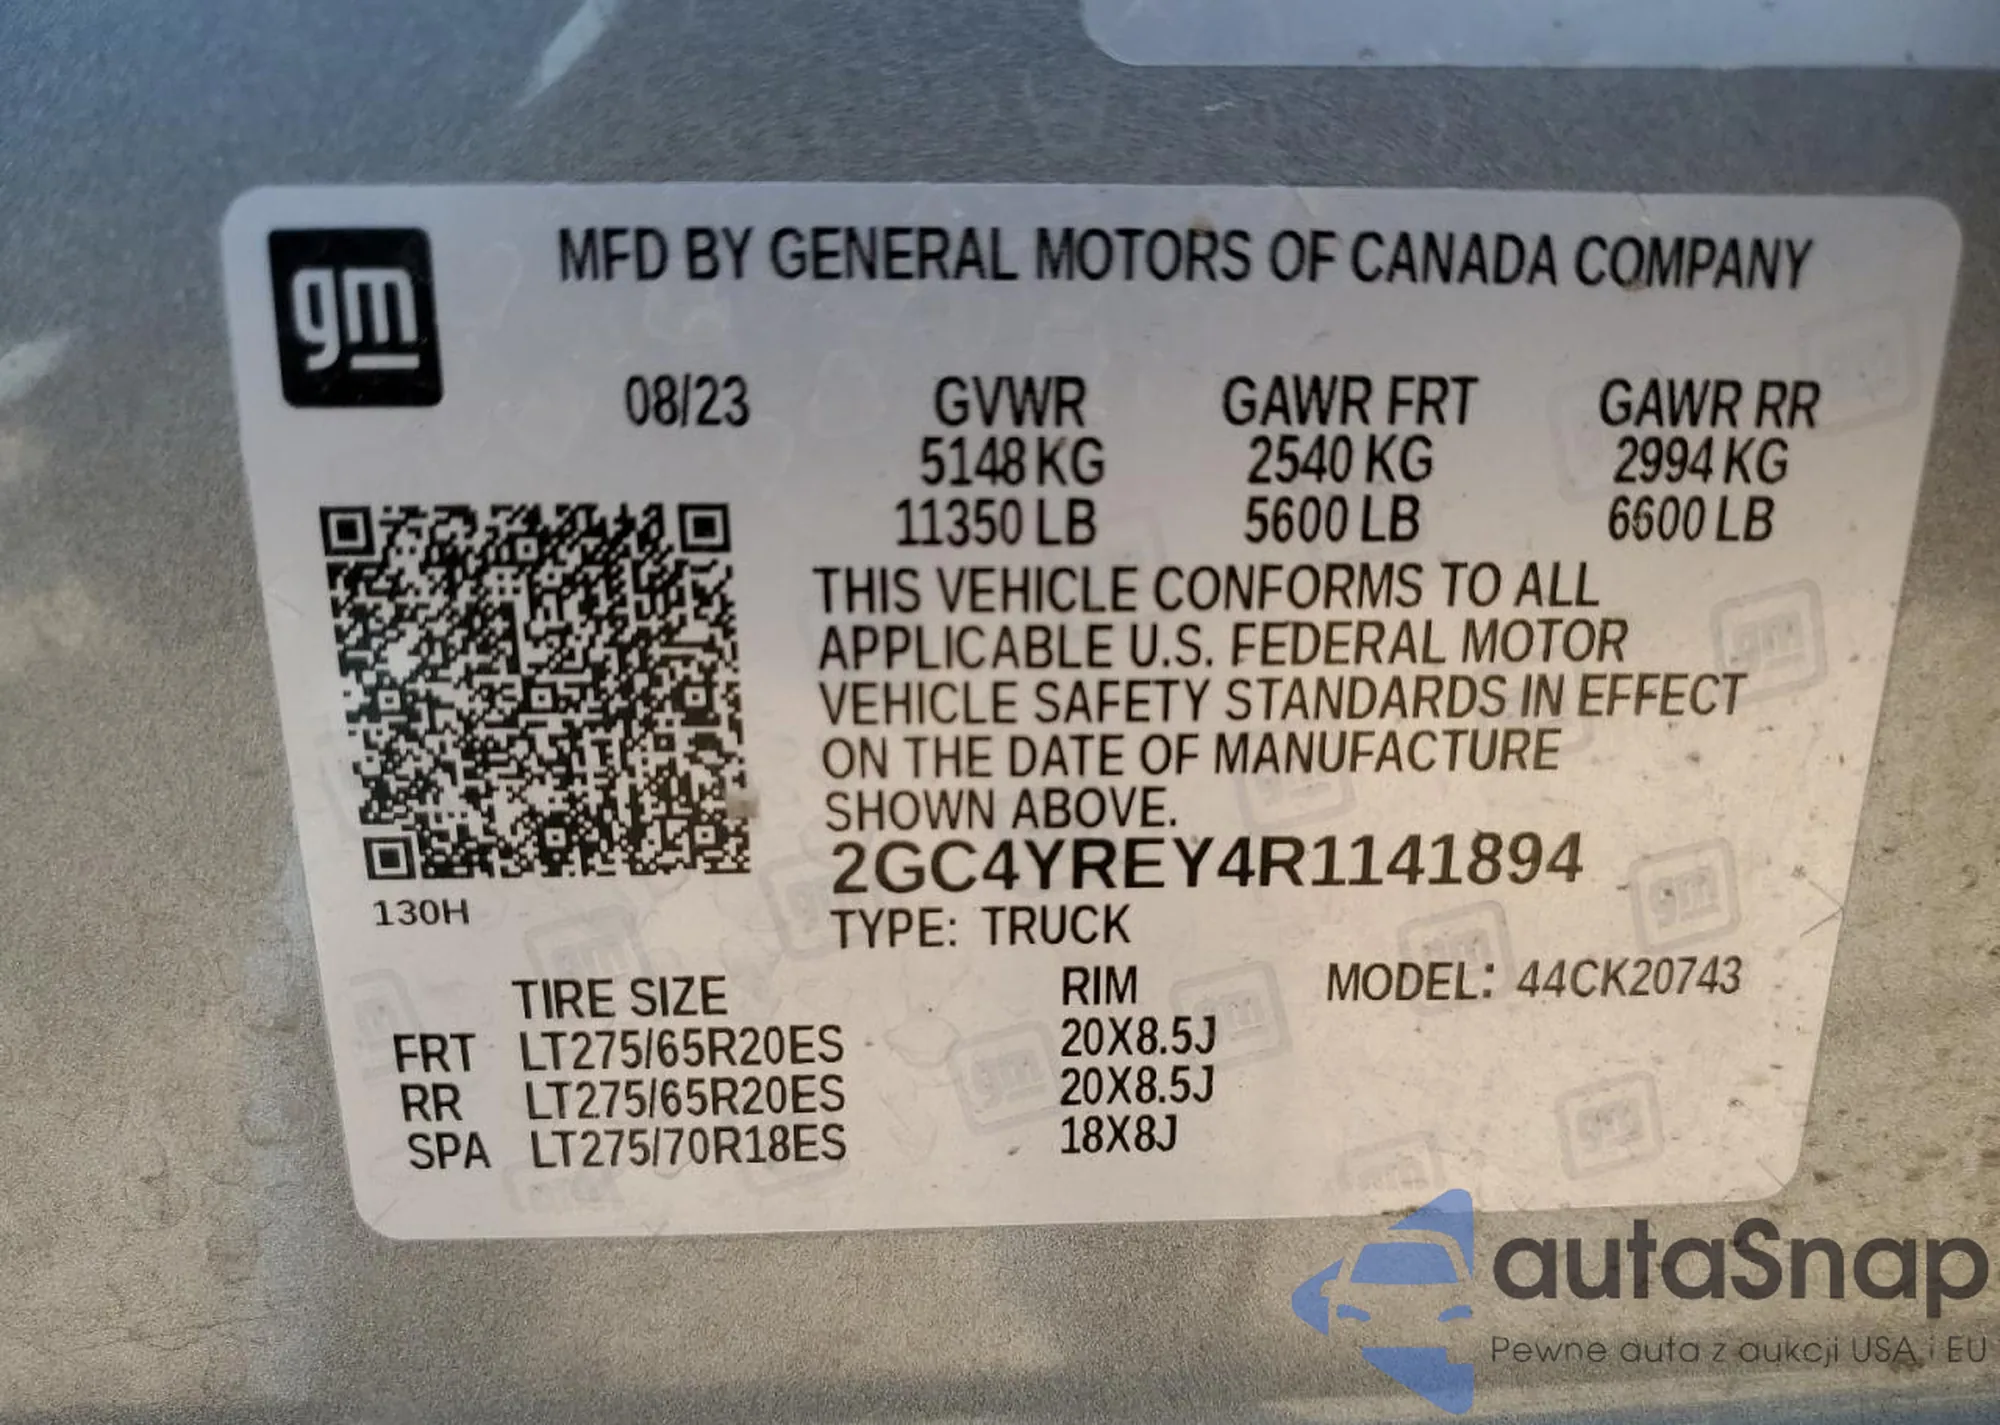 gm
MFD BY GENERAL MOTORS OF CANADA COMPANY
08/23 GVWR GAWR FRT GAWR RR
5148 KG 2540 KG 2994 KG
11350 LB 5600 LB 6600 LB
THIS VEHICLE CONFORMS TO ALL
APPLICABLE U.S. FEDERAL MOTOR
VEHICLE SAFETY STANDARDS IN EFFECT
ON THE DATE OF MANUFACTURE
SHOWN ABOVE.
2GC4YREY4R1141894
130H
TYPE: TRUCK
TIRE SIZE RIM MODEL: 44CK20743
FRT LT275/65R20ES 20X8.5J
RR LT275/65R20ES 20X8.5J
SPA LT275/70R18ES 18X8J
autaSnap
Pewne auta z aukcji USA i EU